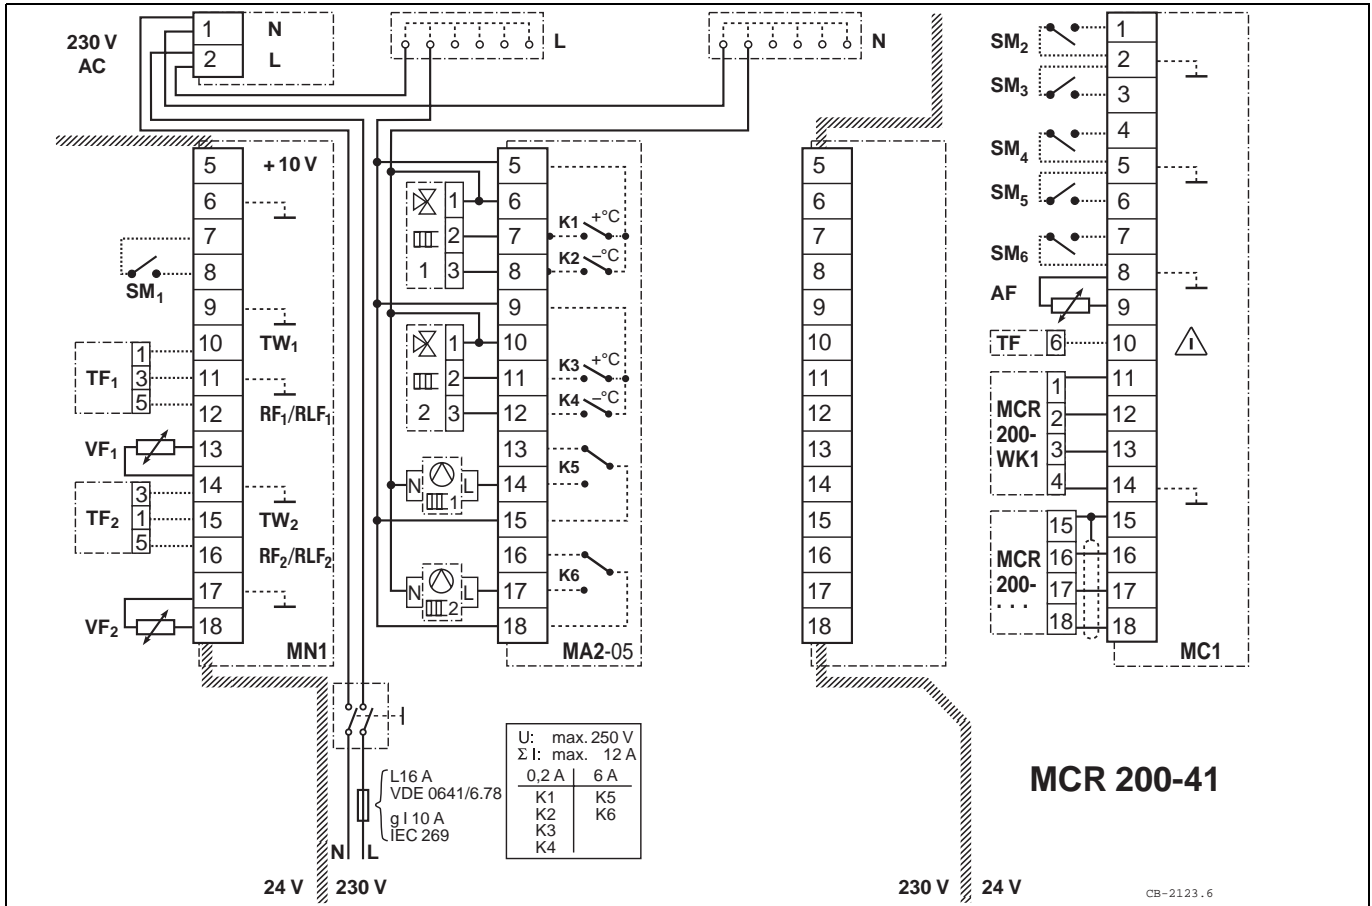 230 V
AC
1 N
2 L
L
N
5 + 10 V
6
7
8
SM1
9
10 TW1
11
12 RF1/RLF1
13
14
15 TW2
16 RF2/RLF2
17
18
MN1
TF1
1
3
5
VF1
TF2
3
1
5
VF2
5
6
7
8
9
10
11
12
13
14
15
16
17
18
MA2-05
1
2
1 3
1
2
2 3
N L
1
N L
2
K1 +°C
K2 –°C
K3 +°C
K4 –°C
K5
K6
5
6
7
8
9
10
11
12
13
14
15
16
17
18
SM2
SM3
SM4
SM5
SM6
AF
TF 6
MCR
200-
WK1
1
2
3
4
MCR
200-
. . .
15
16
17
18
1
2
3
4
5
6
7
8
9
10
11
12
13
14
15
16
17
18
MC1
L16 A
VDE 0641/6.78
g I 10 A
IEC 269
N L
U: max. 250 V
Σ I: max. 12 A
0,2 A 6 A
K1 K5
K2 K6
K3
K4
MCR 200-41
24 V 230 V
230 V 24 V
CB-2123.6